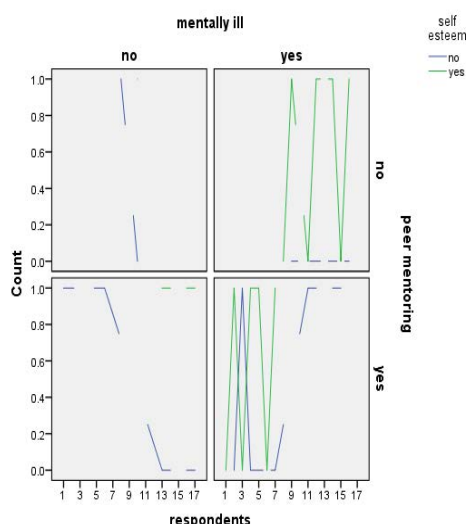 mentally ill
no
yes
self
esteem
no
yes
1.0
0.8
0.6
0.4
0.2
0.0
no
1.0
0.8
0.6
0.4
0.2
0.0
yes
Count
peer mentoring
1 3 5 7 9 11 13 15 17 1 3 5 7 9 11 13 15 17
respondents